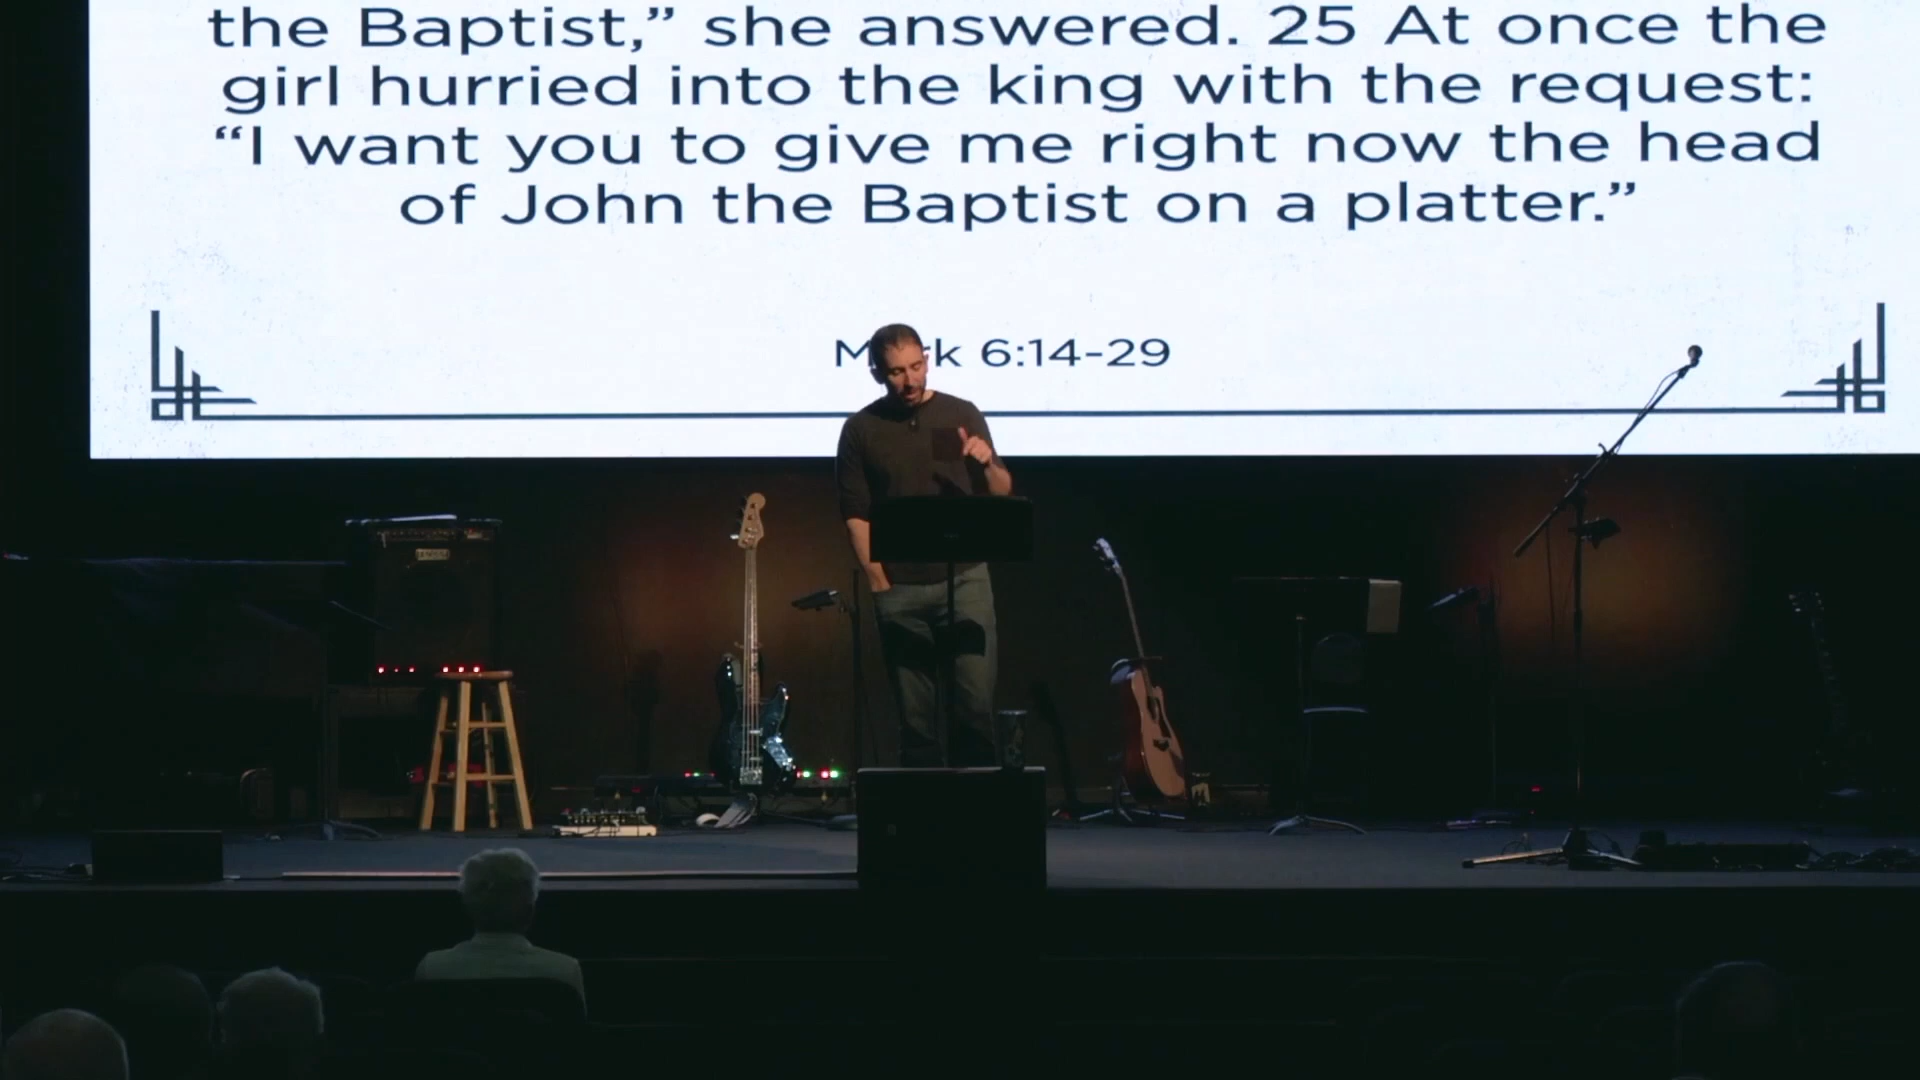 the Baptist,” she answered. 25 At once the
girl hurried into the king with the request:
“I want you to give me right now the head
of John the Baptist on a platter.”
6:14-29